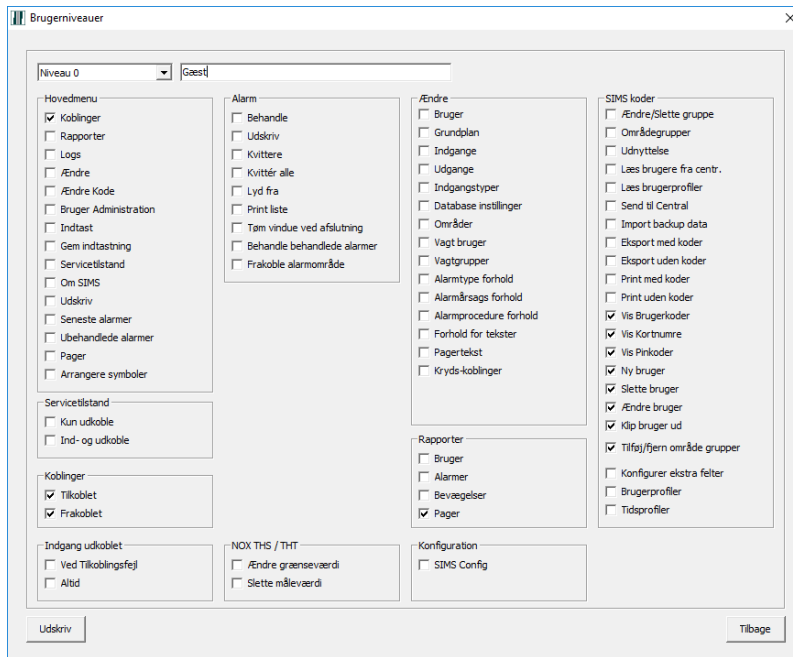 Brugerniveauer
Niveau 0
Gæst
Hovedmenu
Koblinger
Rapporter
Logs
Ændre
Ændre Kode
Bruger Administration
Indtast
Gem indtastning
Servicetilstand
Om SIMS
Udskriv
Seneste alarmer
Ubehandlede alarmer
Pager
Arrangere symboler
Servicetilstand
Kun udkoble
Ind- og udkoble
Koblinger
Tilkoblet
Frakoblet
Indgang udkoblet
Ved Tilkoblingsfejl
Altid
Alarm
Behandle
Udskriv
Kvittere
Kvittér alle
Lyd fra
Print liste
Tøm vindue ved afslutning
Behandle behandlede alarmer
Frakoble alarmområde
NOX THS / THT
Ændre grænseværdi
Slette måleværdi
Ændre
Bruger
Grundplan
Indgange
Udgange
Indgangstyper
Database instillinger
Områder
Vagt bruger
Vagtgrupper
Alarmtype forhold
Alarmårsags forhold
Alarmprocedure forhold
Forhold for tekster
Pagertekst
Kryds-koblinger
Rapporter
Bruger
Alarmer
Bevægelser
Pager
Konfiguration
SIMS Config
SIMS koder
Ændre/Slette gruppe
Områdegrupper
Udnyttelse
Læs brugere fra centr.
Læs brugerprofiler
Send til Central
Import backup data
Eksport med koder
Eksport uden koder
Print med koder
Print uden koder
Vis Brugerkoder
Vis Kortnumre
Vis Pinkoder
Ny bruger
Slette bruger
Ændre bruger
Klip bruger ud
Tilføj/fjern område grupper
Konfigurer ekstra felter
Brugerprofiler
Tidsprofiler
Udskriv
Tilbage